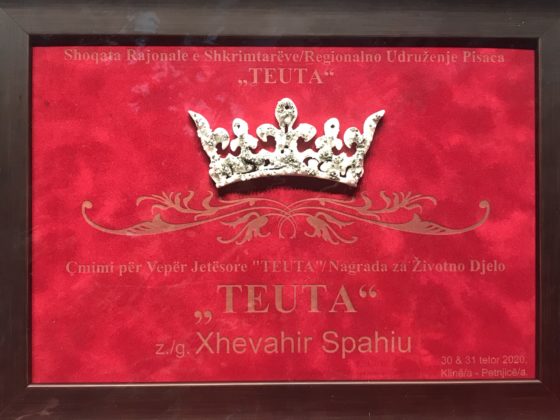 Shoqata Rajonale e Shkrimtarëve/Regionalno Udruženje Pisaca
„TEUTA“
Çmimi për Vepër Jetësore "TEUTA"/Nagrada za Životno Djelo
„TEUTA“
z./g. Xhevahir Spahiu
30 & 31 tetor 2020,
Klinë/a - Petnjicë/a.